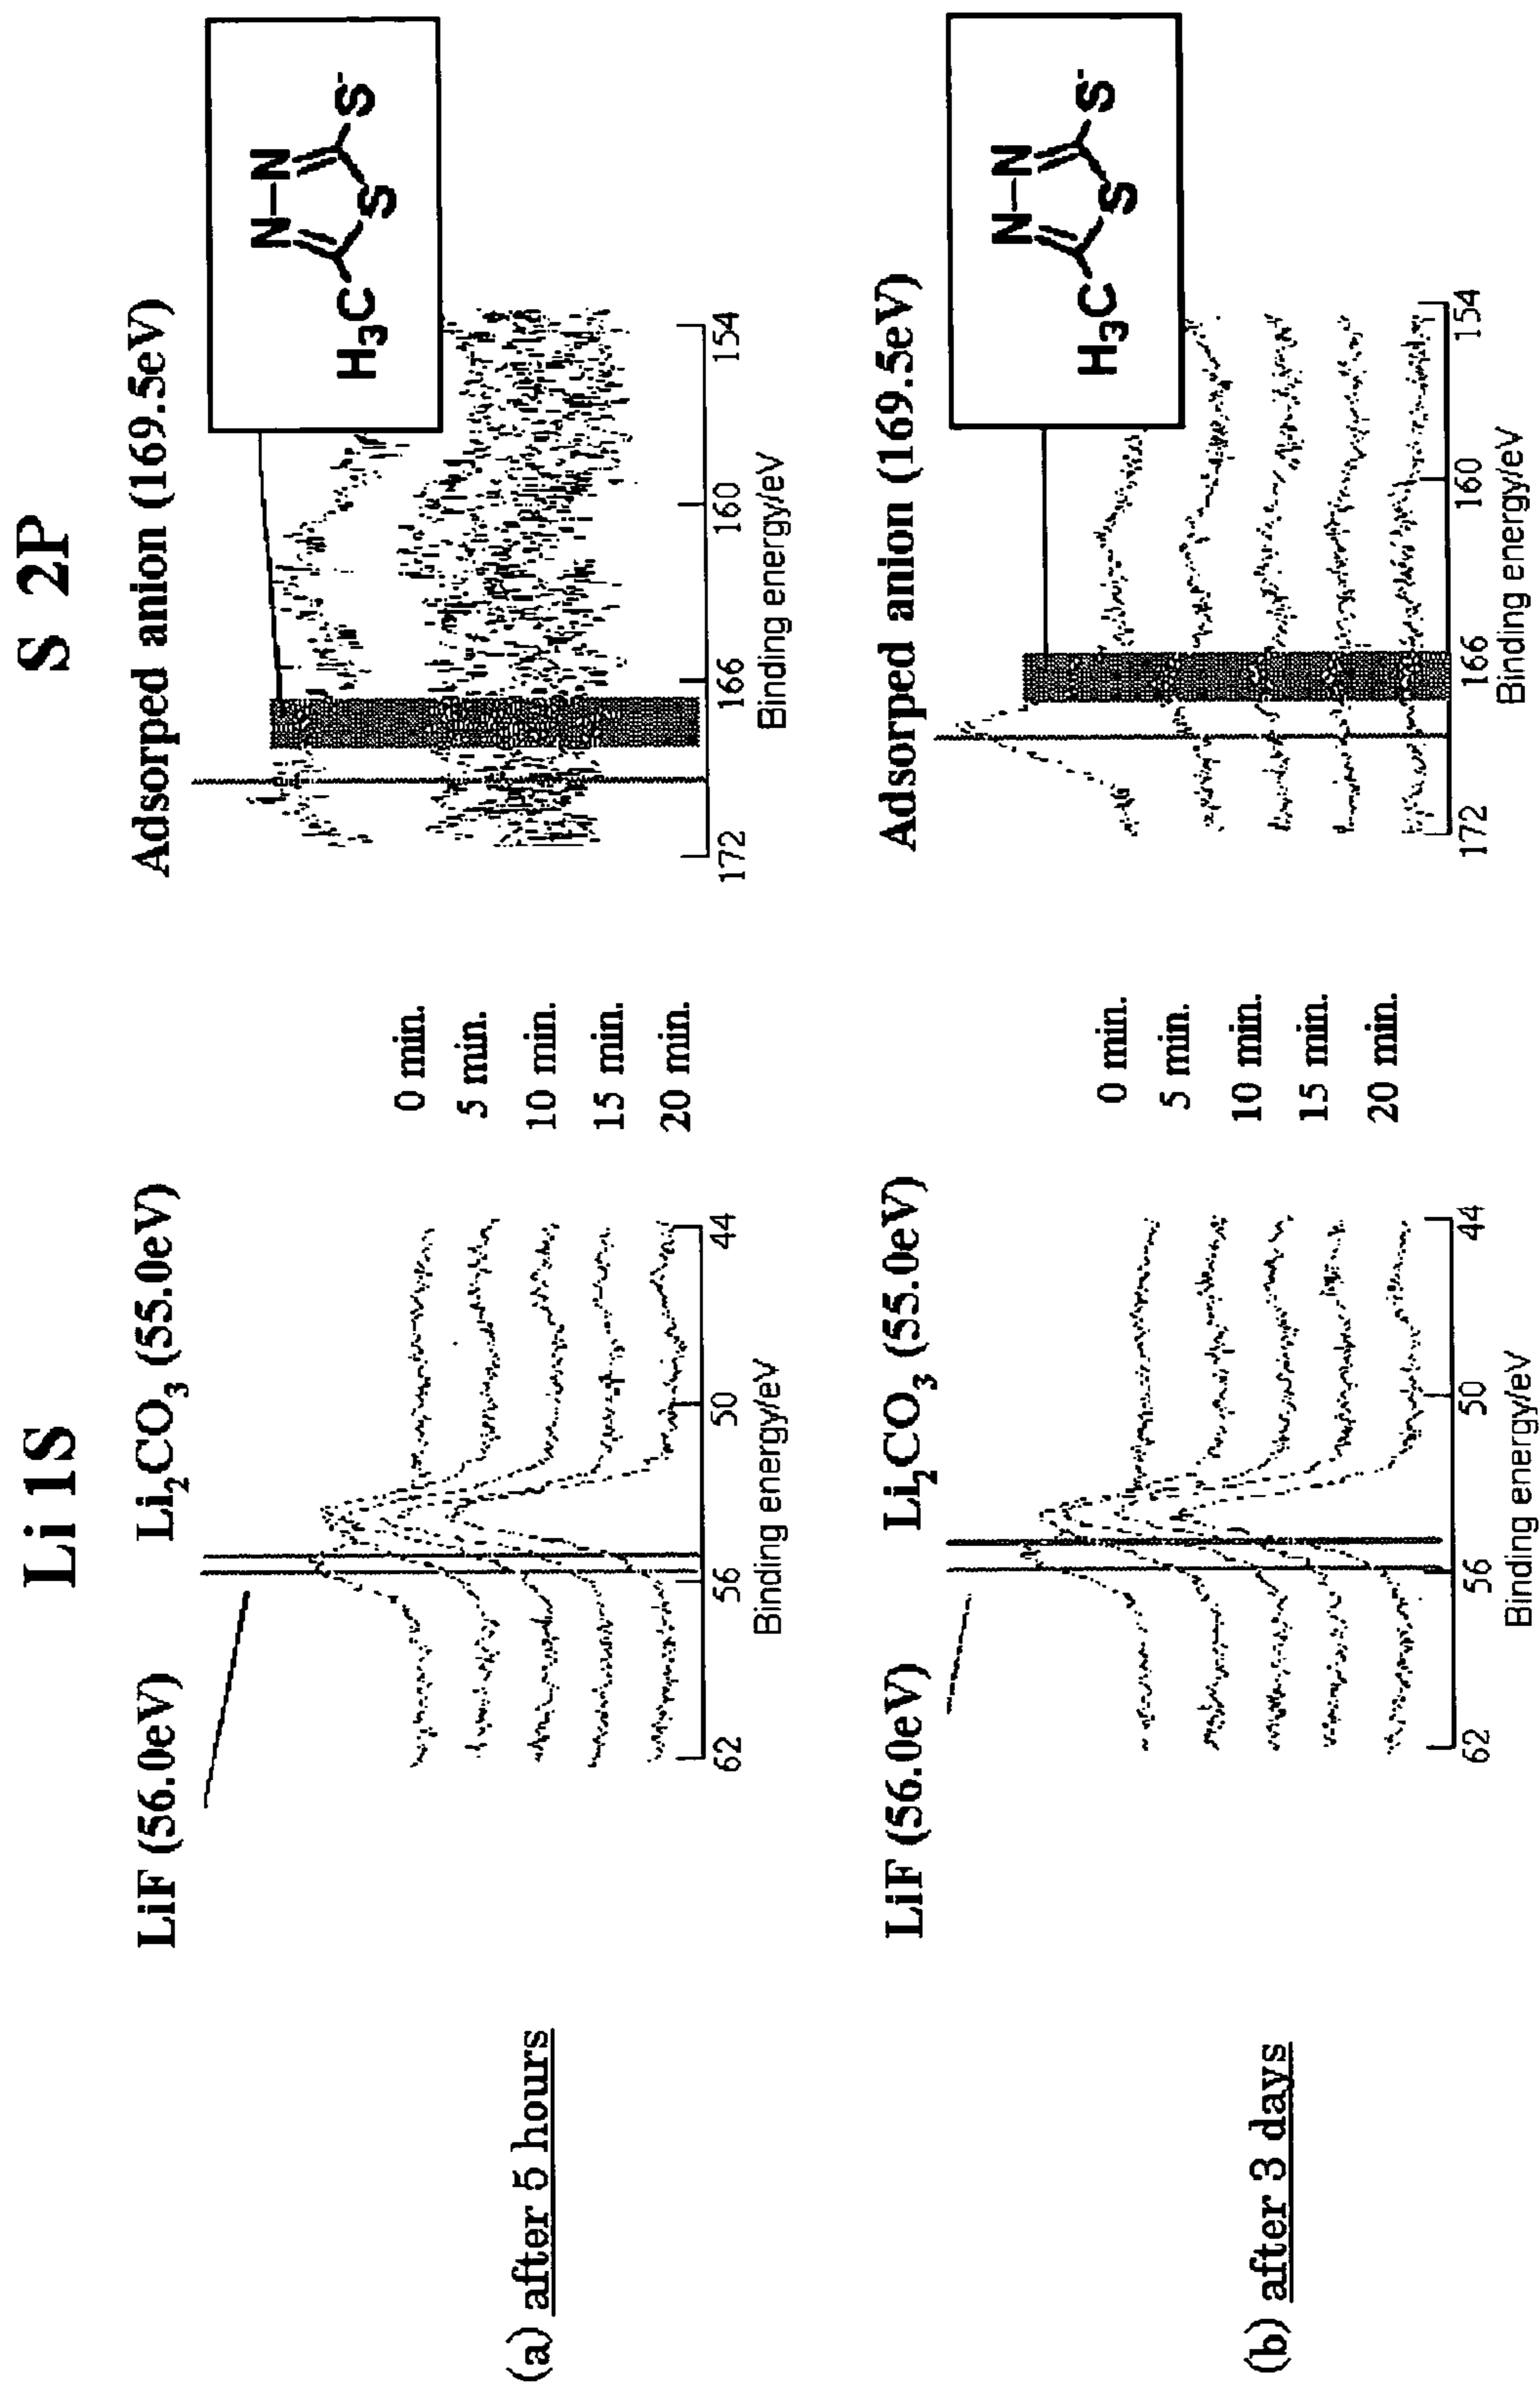 Li 1S
S 2P
(a) after 5 hours
LiF (56.0eV)
Li2CO3 (55.0eV)
62
56
50
44
Binding energy/eV
0 min.
5 min.
10 min.
15 min.
20 min.
Adsorped anion (169.5eV)
N N
H3C S S-
172
166
160
154
Binding energy/eV
(b) after 3 days
LiF (56.0eV)
Li2CO3 (55.0eV)
62
56
50
44
Binding energy/eV
0 min.
5 min.
10 min.
15 min.
20 min.
Adsorped anion (169.5eV)
N N
H3C S S-
172
166
160
154
Binding energy/eV